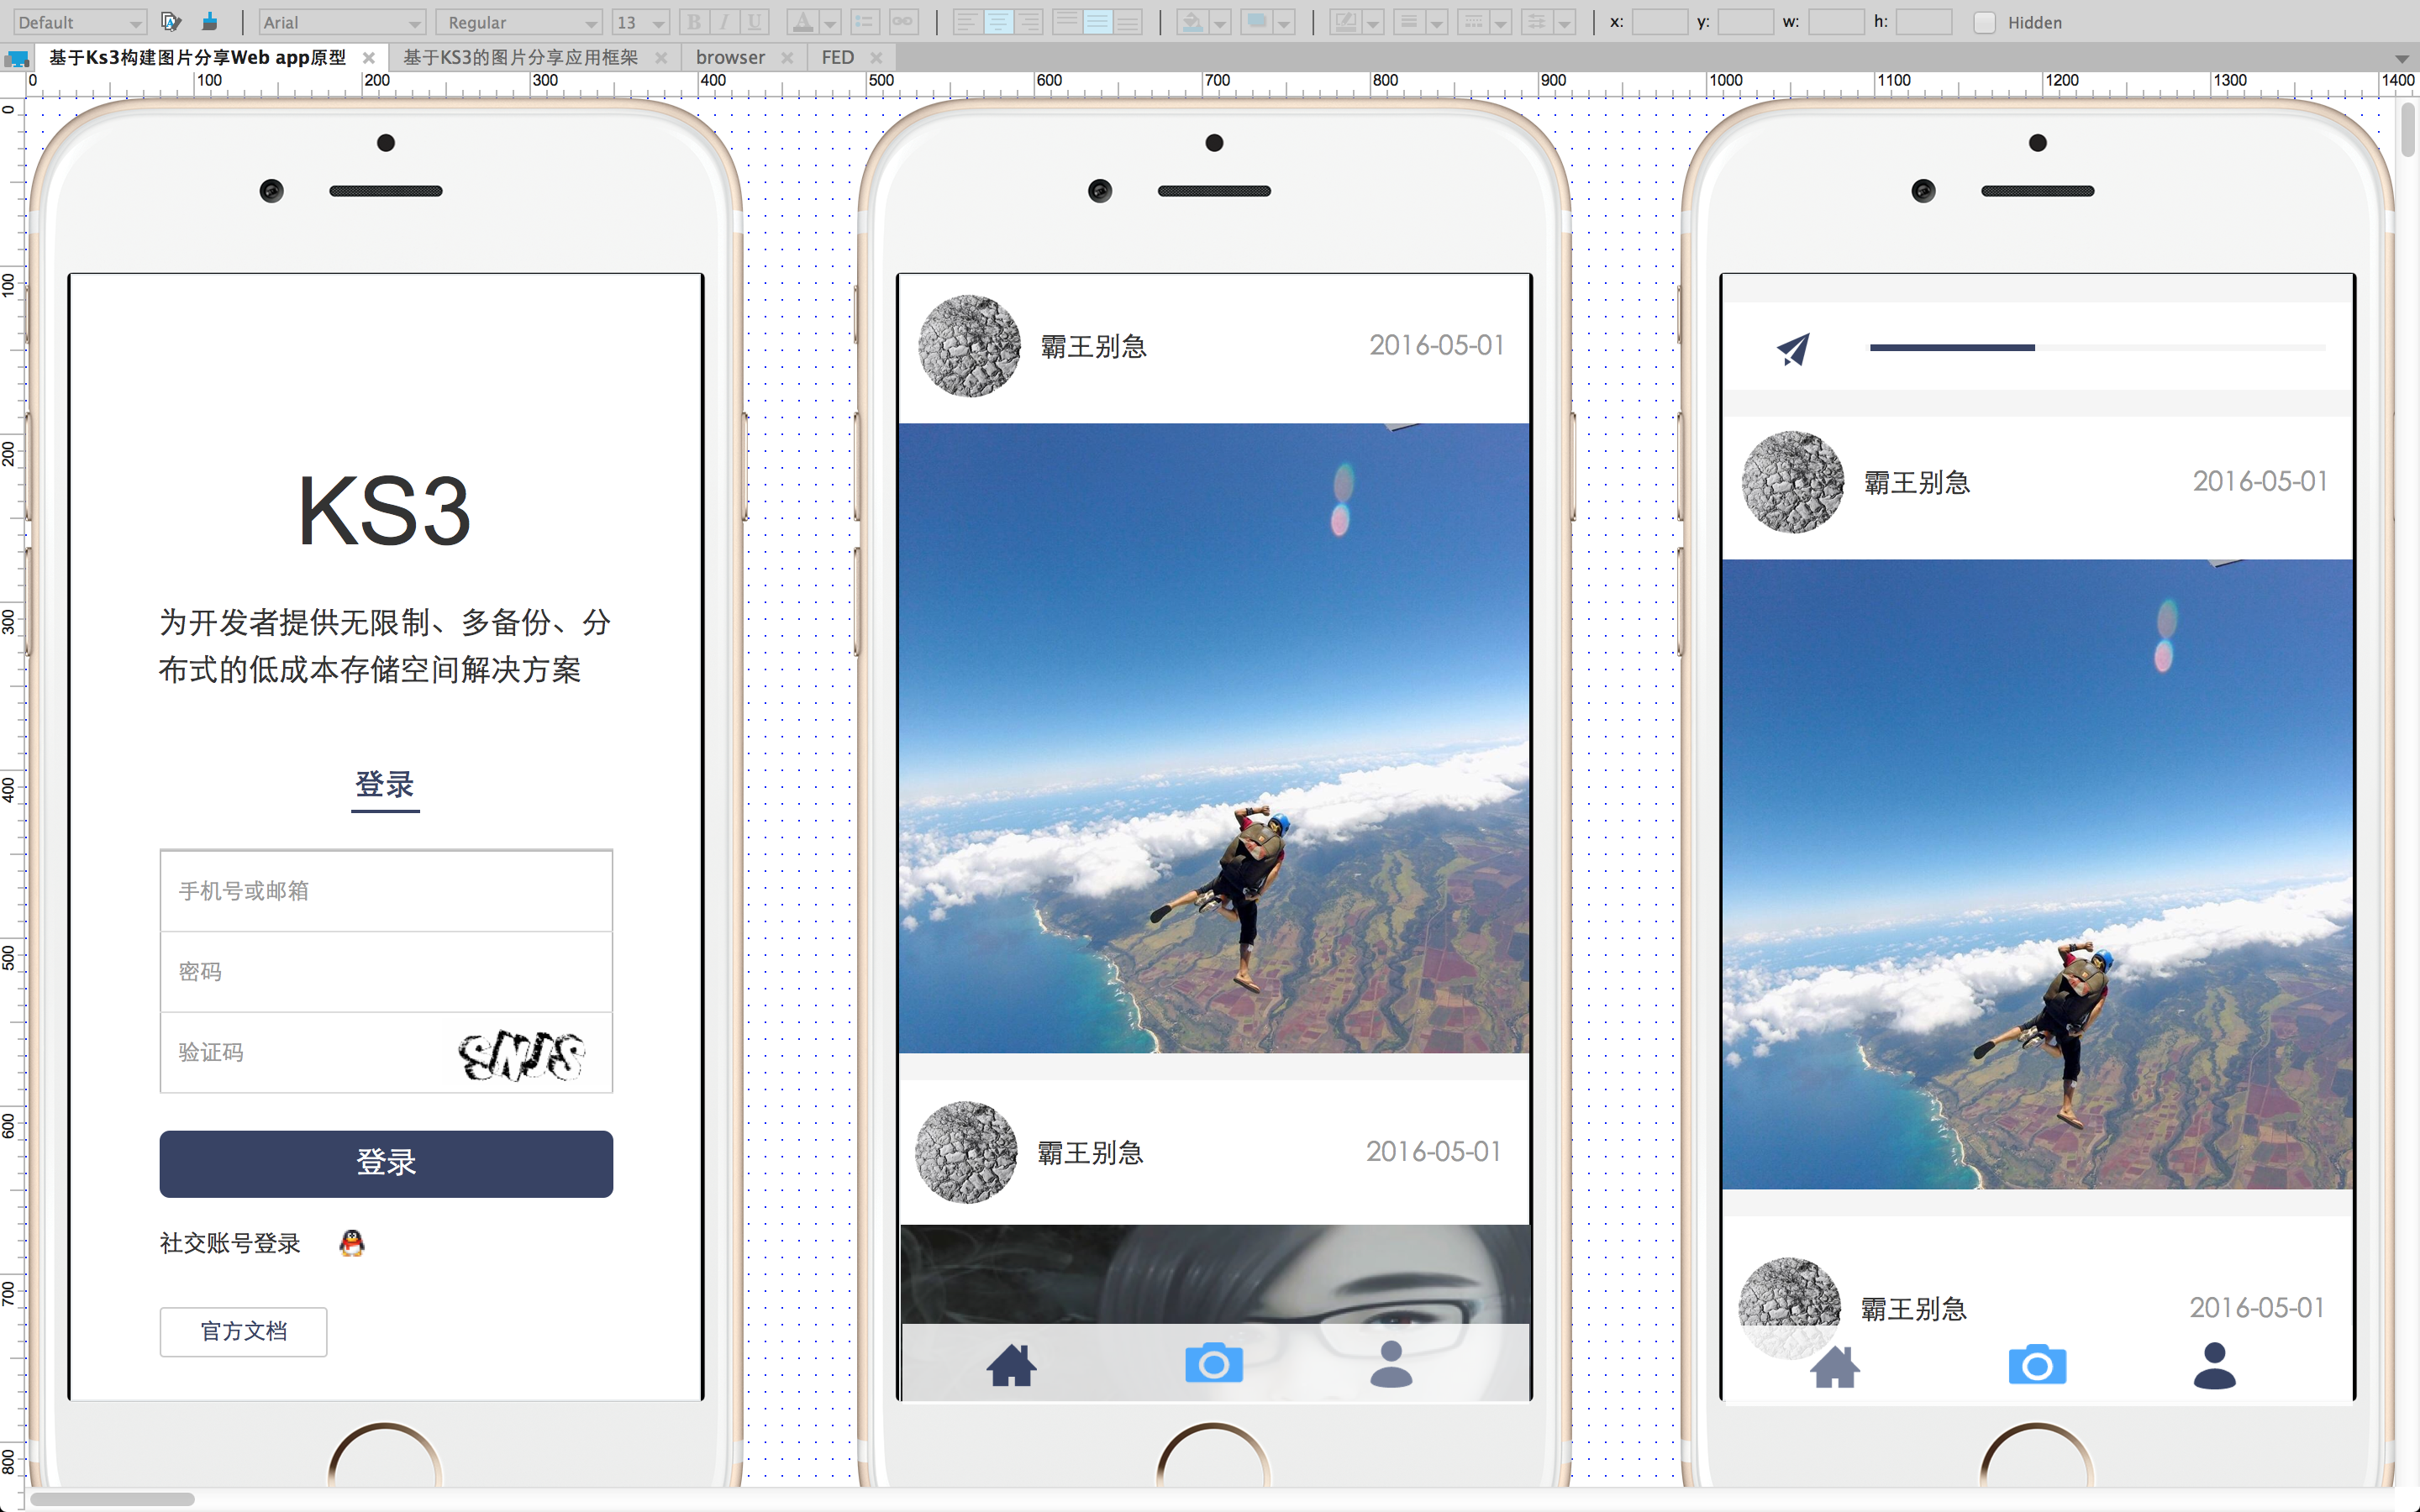 Default
Arial
Regular
13
B I U
x:
y:
w:
h:
Hidden
基于Ks3构建图片分享Web app原型
基于KS3的图片分享应用框架
browser
FED
0 100 200 300 400 500 600 700 800 900 1000 1100 1200 1300 1400
0
100
200
300
400
500
600
700
800
KS3
为开发者提供无限制、多备份、分
布式的低成本存储空间解决方案
登录
手机号或邮箱
密码
验证码
SNJS
登录
社交账号登录
官方文档
霸王别急
2016-05-01
霸王别急
2016-05-01
霸王别急
2016-05-01
霸王别急
2016-05-01